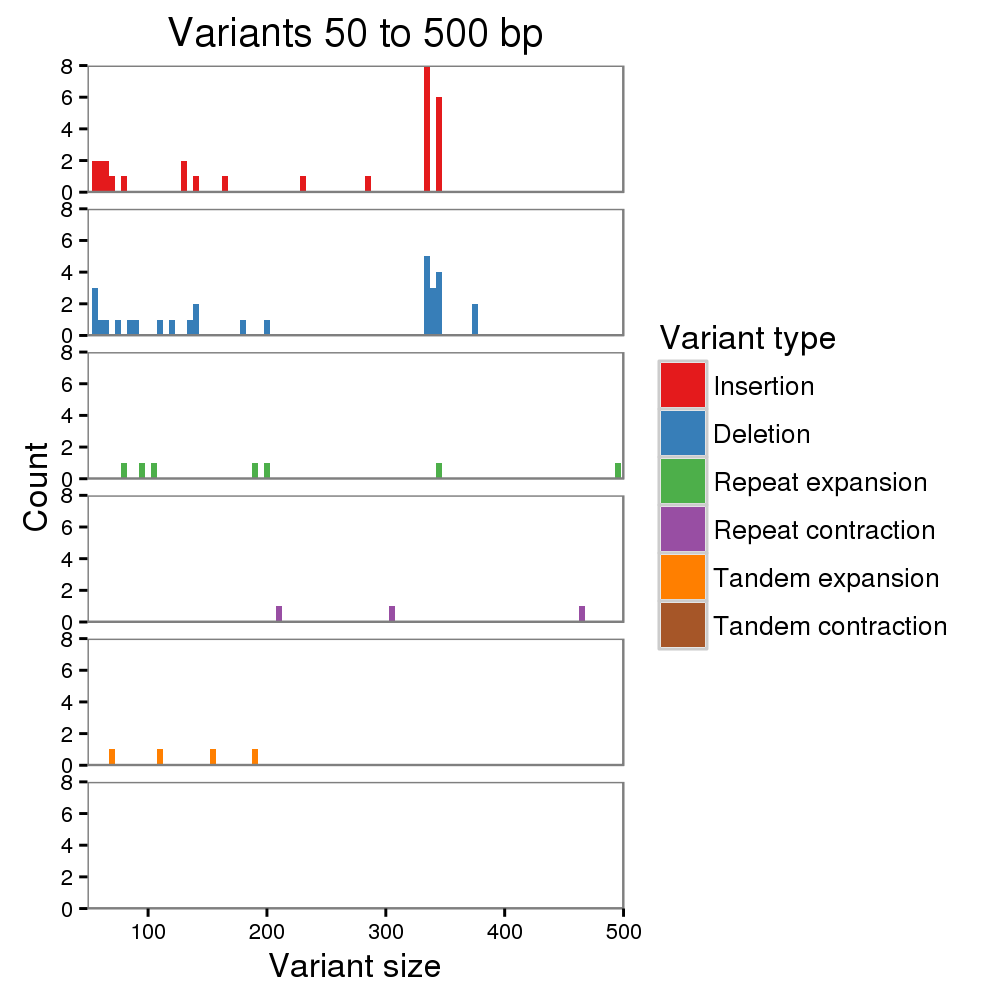 Variants 50 to 500 bp
8
6
4
2
0
8
6
4
2
0
8
6
4
2
0
8
6
4
2
0
8
6
4
2
0
8
6
4
2
0
Count
100 200 300 400 500
Variant size
Variant type
Insertion
Deletion
Repeat expansion
Repeat contraction
Tandem expansion
Tandem contraction